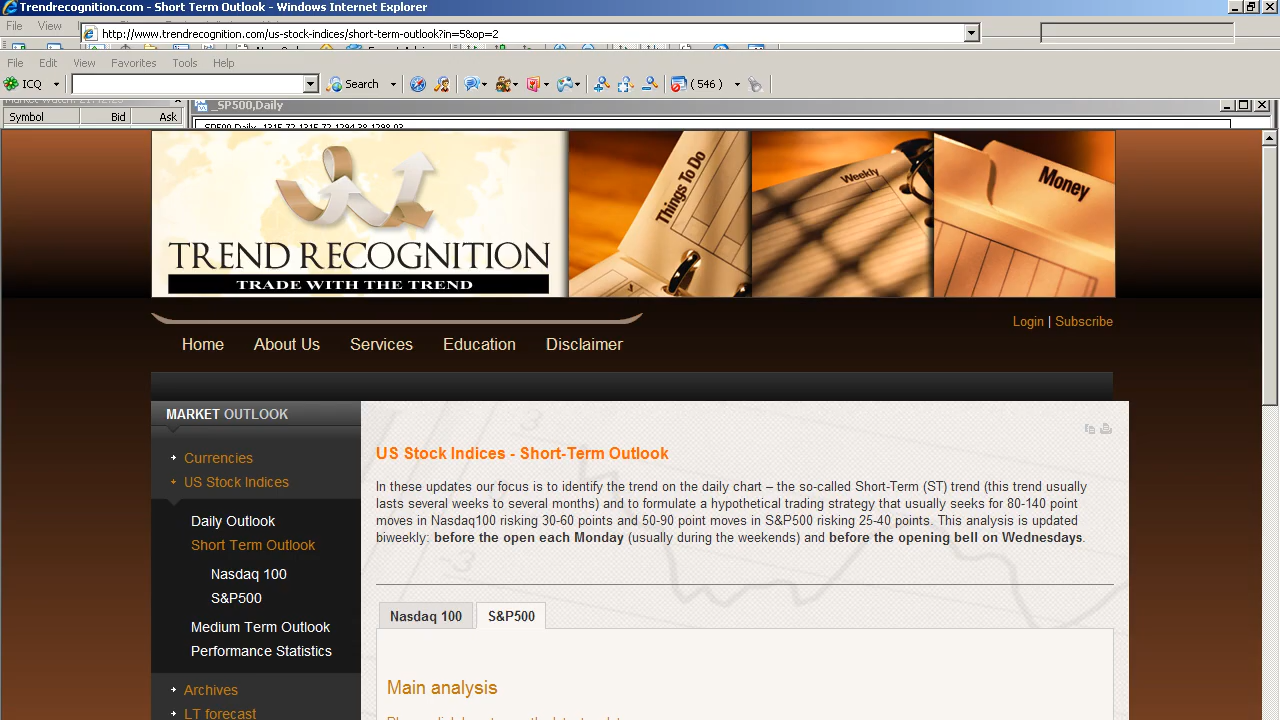 Trendrecognition.com - Short Term Outlook - Windows Internet Explorer
File View
http://www.trendrecognition.com/us-stock-indices/short-term-outlook?in=5&op=2
File Edit View Favorites Tools Help
ICQ Search (546)
_SP500,Daily
Symbol Bid Ask
Things To Do
Weekly
Money
TREND RECOGNITION
TRADE WITH THE TREND
Login | Subscribe
Home About Us Services Education Disclaimer
MARKET OUTLOOK
Currencies
US Stock Indices
Daily Outlook
Short Term Outlook
Nasdaq 100
S&P500
Medium Term Outlook
Performance Statistics
Archives
LT forecast
US Stock Indices - Short-Term Outlook
In these updates our focus is to identify the trend on the daily chart – the so-called Short-Term (ST) trend (this trend usually
lasts several weeks to several months) and to formulate a hypothetical trading strategy that usually seeks for 80-140 point
moves in Nasdaq100 risking 30-60 points and 50-90 point moves in S&P500 risking 25-40 points. This analysis is updated
biweekly: before the open each Monday (usually during the weekends) and before the opening bell on Wednesdays.
Nasdaq 100 S&P500
Main analysis